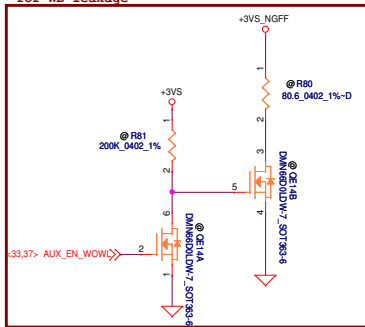 for WB leakage
+3VS_NGFF
1
@ R80
80.6_0402_1%~D
2
+3VS
1
@ R81
200K_0402_1%
2
3
@ QE14B
DMN66D0LDW-7_SOT363-6
5
4
6
@ QE14A
DMN66D0LDW-7_SOT363-6
<33,37> AUX_EN_WOWL
2
1